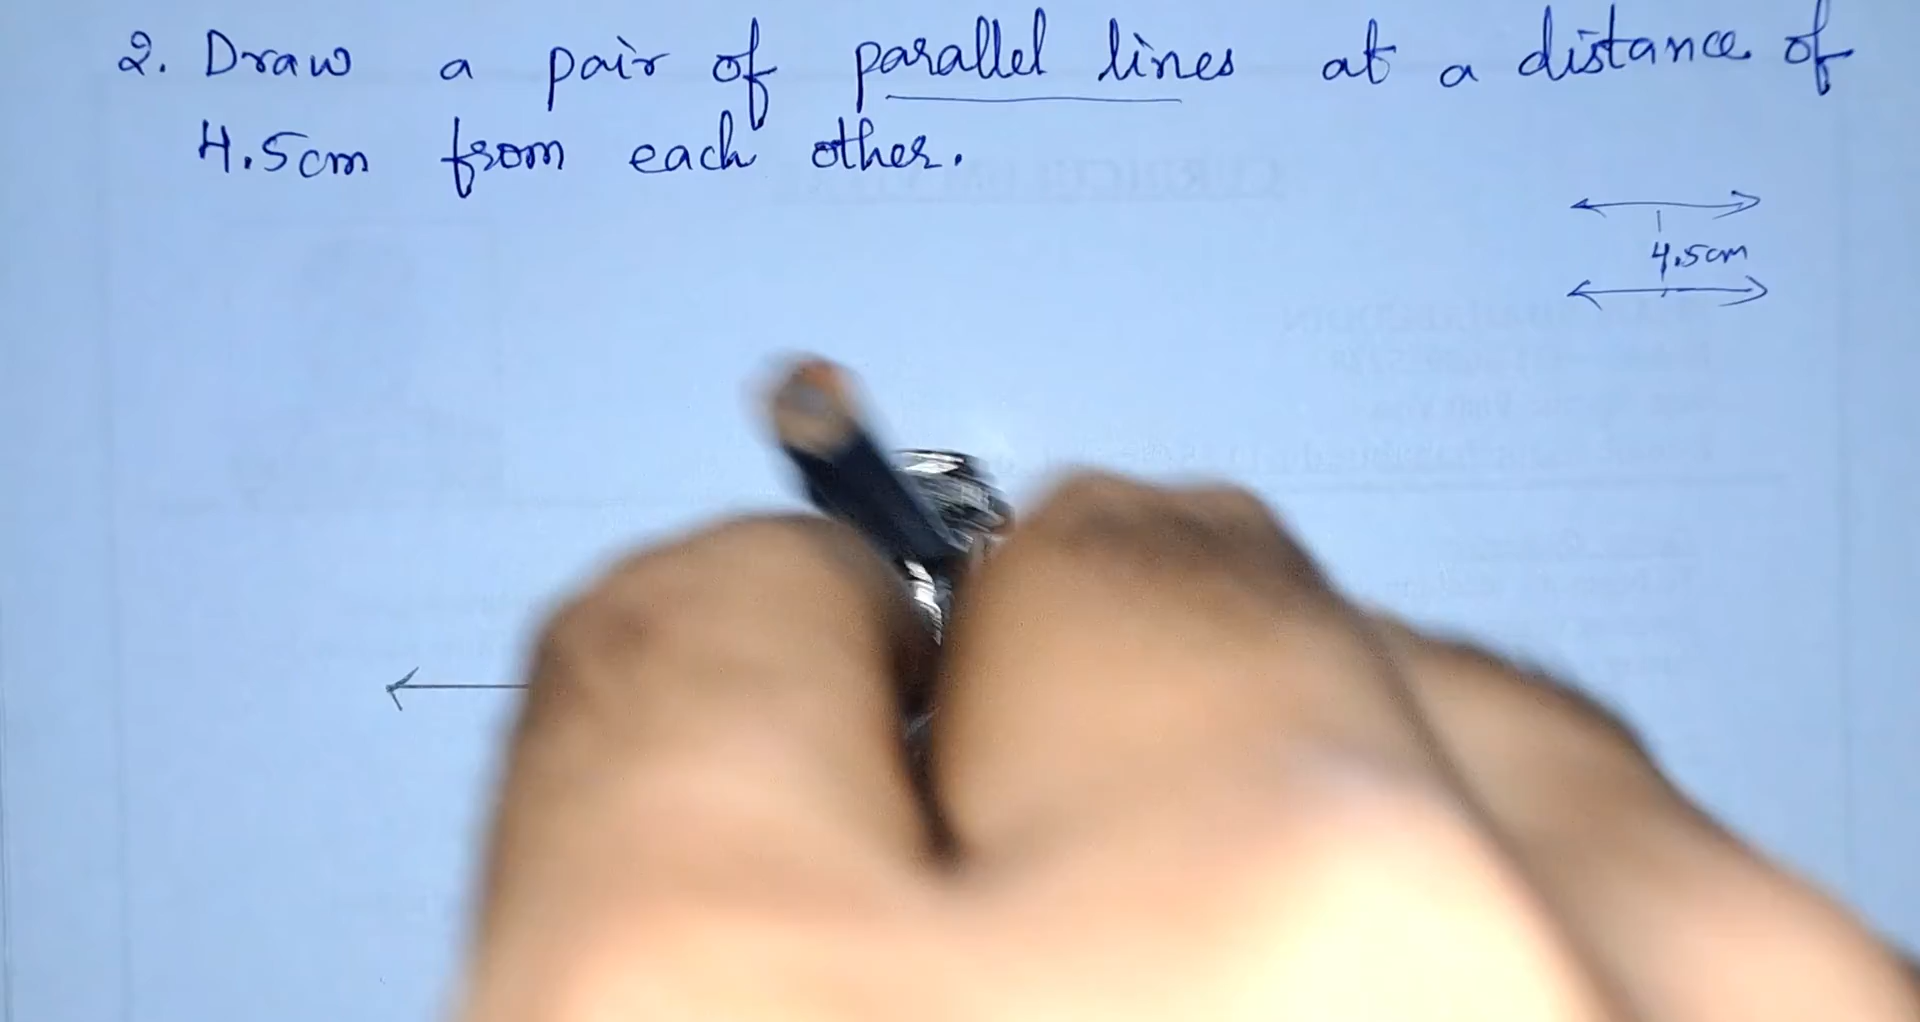 2. Draw a pair of parallel lines at a distance of
4.5cm from each other.
4.5cm